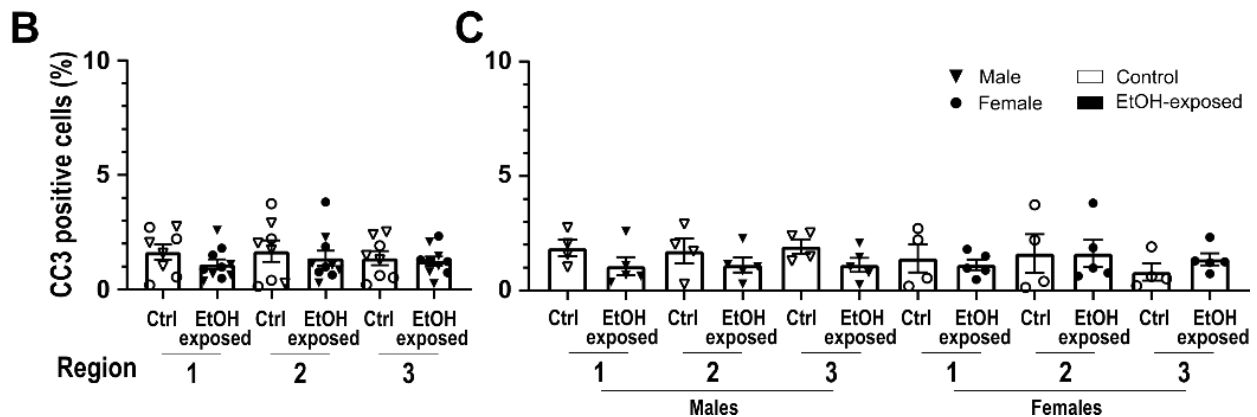 B
C
CC3 positive cells (%)
10
5
0
Ctrl
EtOH
exposed
Ctrl
EtOH
exposed
Ctrl
EtOH
exposed
Region
1
2
3
10
5
0
Male
Control
Female
EtOH-exposed
Ctrl
EtOH
exposed
Ctrl
EtOH
exposed
Ctrl
EtOH
exposed
Ctrl
EtOH
exposed
Ctrl
EtOH
exposed
Ctrl
EtOH
exposed
1
2
3
1
2
3
Males
Females